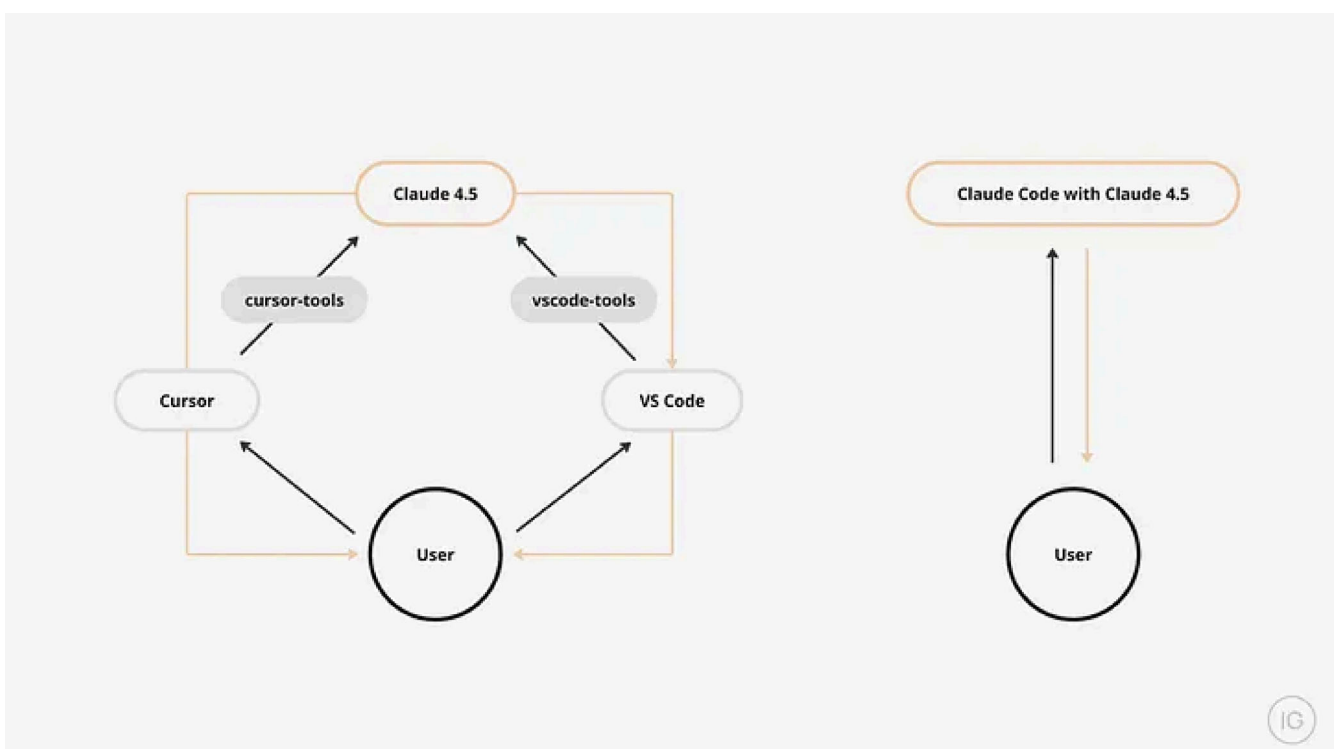 Claude 4.5
Claude Code with Claude 4.5
cursor-tools
vscode-tools
Cursor
VS Code
User
User
IG